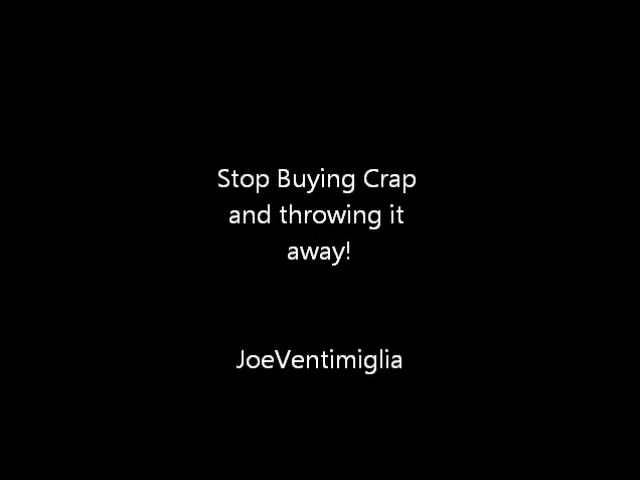 Stop Buying Crap
and throwing it
away!
JoeVentimiglia